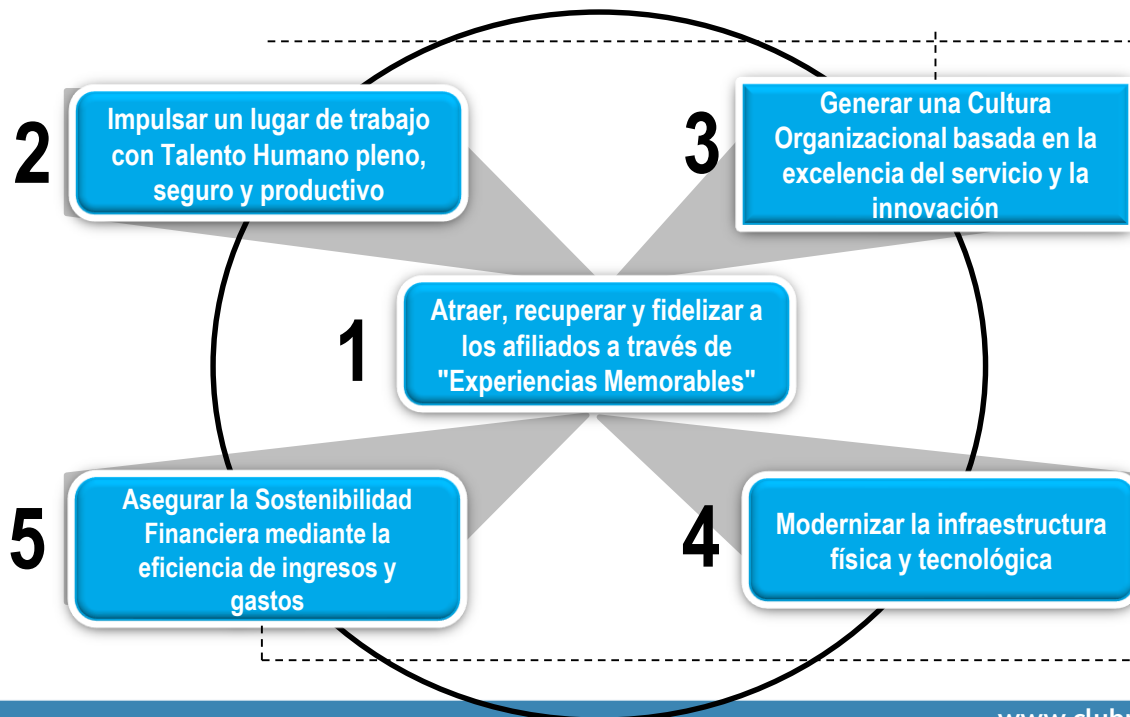 2
Impulsar un lugar de trabajo
con Talento Humano pleno,
seguro y productivo
3
Generar una Cultura
Organizacional basada en la
excelencia del servicio y la
innovación
1
Atraer, recuperar y fidelizar a
los afiliados a través de
"Experiencias Memorables"
5
Asegurar la Sostenibilidad
Financiera mediante la
eficiencia de ingresos y
gastos
4
Modernizar la infraestructura
física y tecnológica